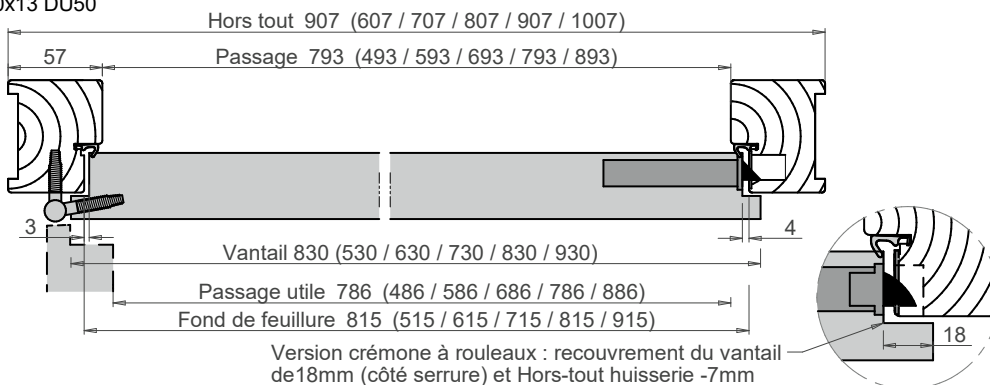 Hors tout 907 (607 / 707 / 807 / 907 / 1007)
57
Passage 793 (493 / 593 / 693 / 793 / 893)
3
4
Vantail 830 (530 / 630 / 730 / 830 / 930)
Passage utile 786 (486 / 586 / 686 / 786 / 886)
Fond de feuillure 815 (515 / 615 / 715 / 815 / 915)
18
Version crémone à rouleaux : recouvrement du vantail
de18mm (côté serrure) et Hors-tout huisserie -7mm